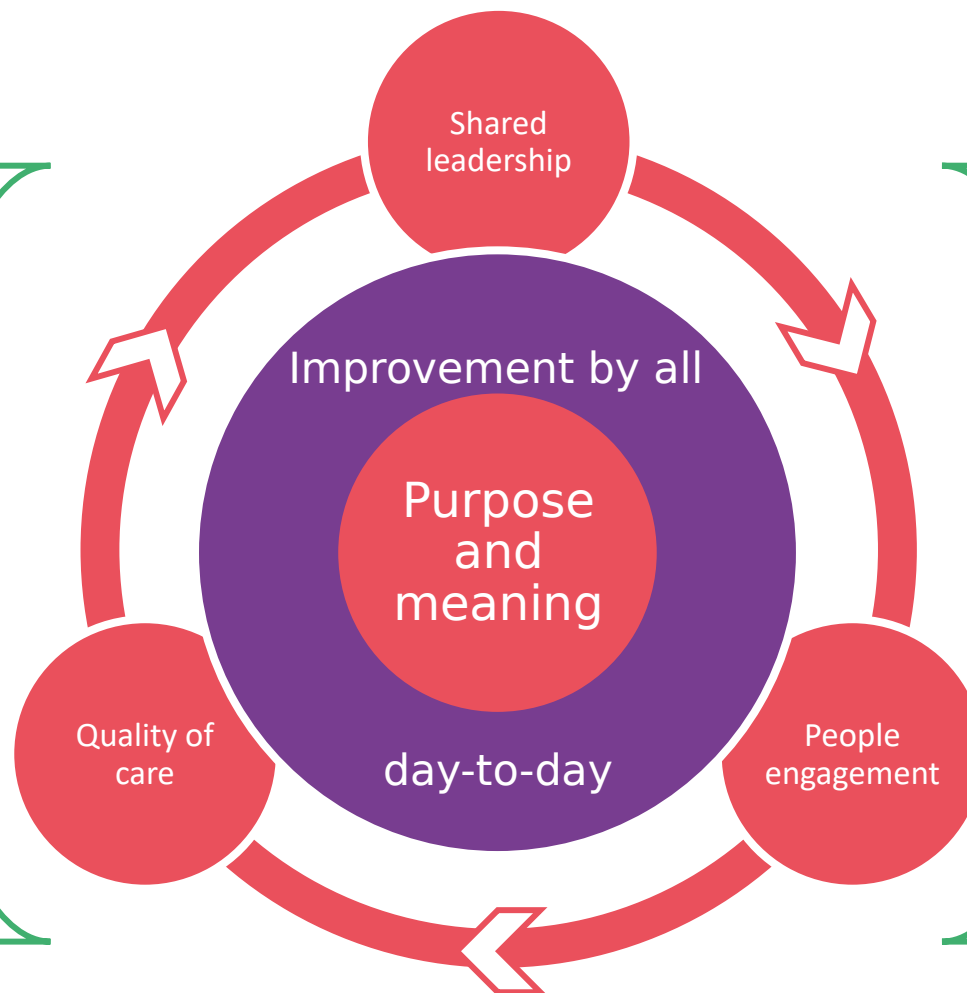 Shared
leadership
Improvement by all
Purpose
and
meaning
day-to-day
Quality of
care
People
engagement